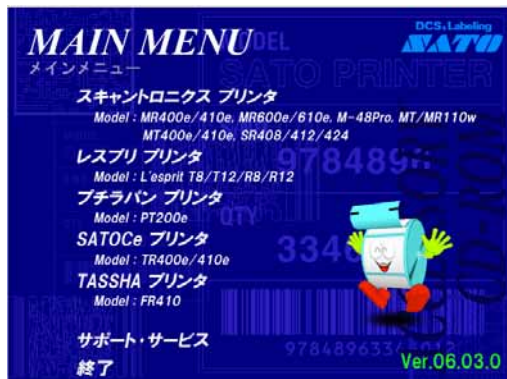 MAIN MENU
DCS & Labeling
SATO
メインメニュー
MODEL
SATO PRINTER
スキャントロニクス プリンタ
Model : MR400e/410e, MR600e/610e, M-48Pro, MT/MR110w
MT400e/410e, SR408/412/424
レスプリ プリンタ
Model : L'esprit T8/T12/R8/R12
プチラパン プリンタ
Model : PT200e
QTY
SATOCe プリンタ
Model : TR400e/410e
TASSHA プリンタ
Model : FR410
サポート・サービス
終了
Ver.06.03.0